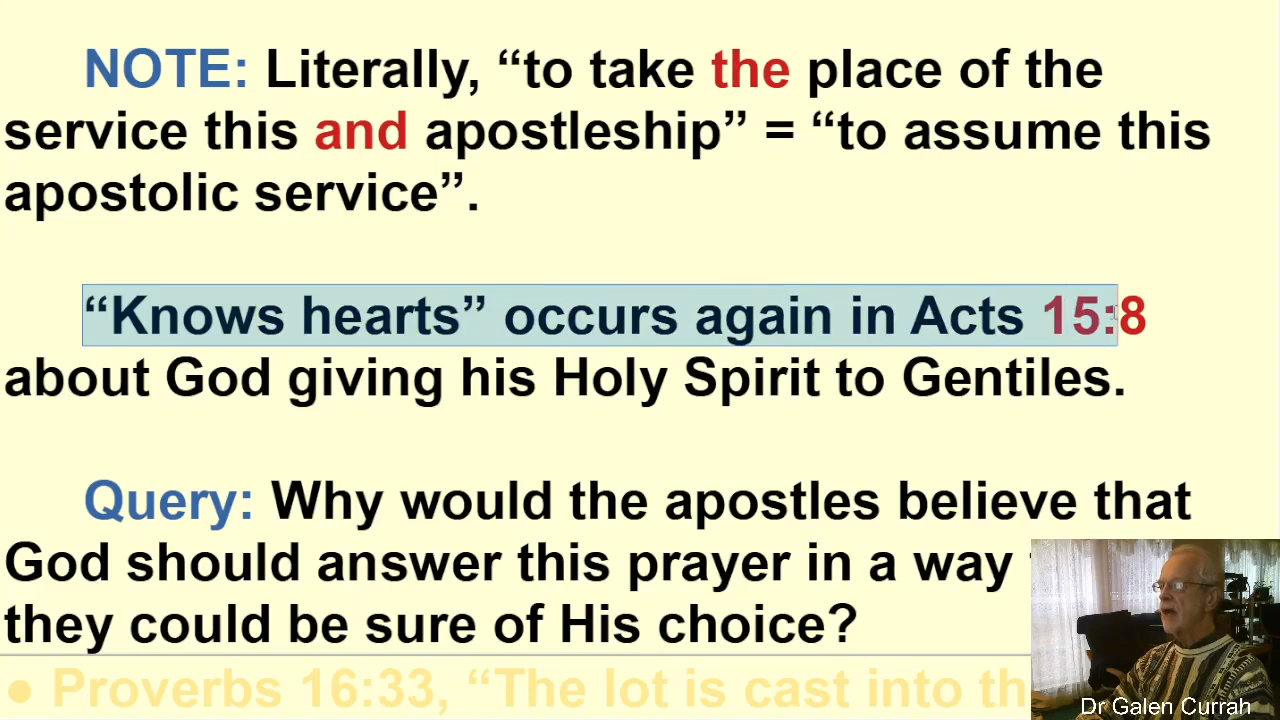 NOTE: Literally, “to take the place of the
service this and apostleship” = “to assume this
apostolic service”.
“Knows hearts” occurs again in Acts 15:8
about God giving his Holy Spirit to Gentiles.
Query: Why would the apostles believe that
God should answer this prayer in a way
they could be sure of His choice?
● Proverbs 16:33, “The lot is cast into
Dr Galen Currah